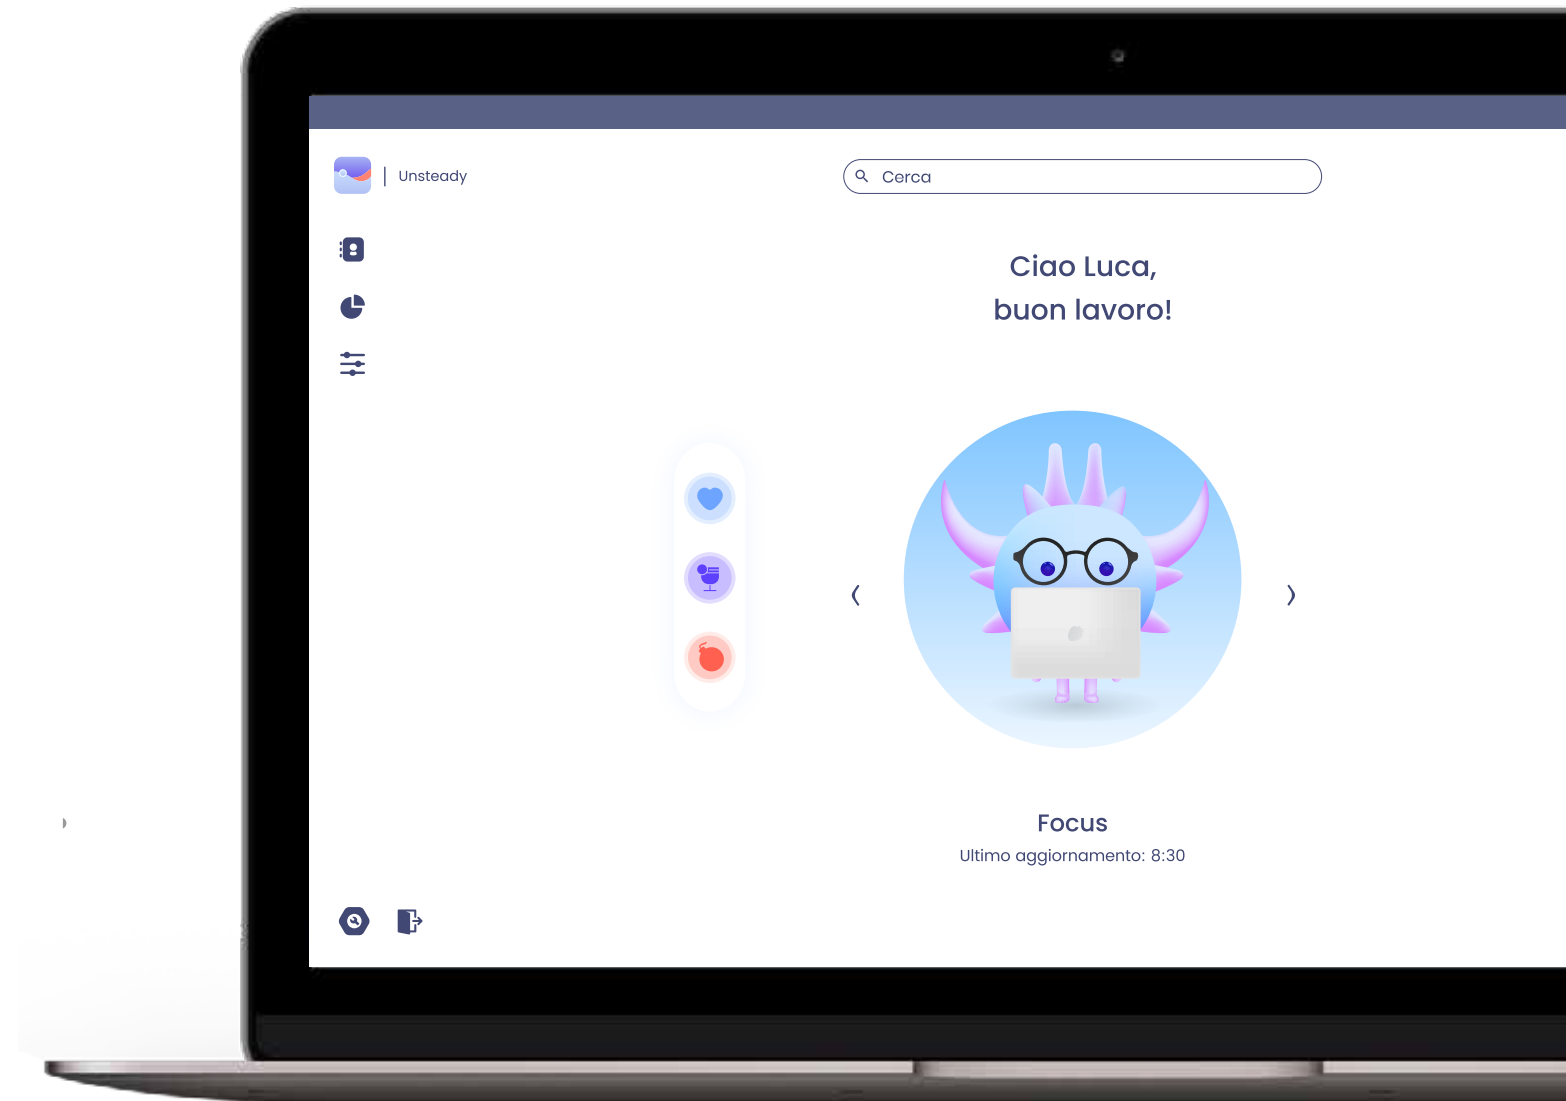 Unsteady
Cerca
Ciao Luca,
buon lavoro!
Focus
Ultimo aggiornamento: 8:30